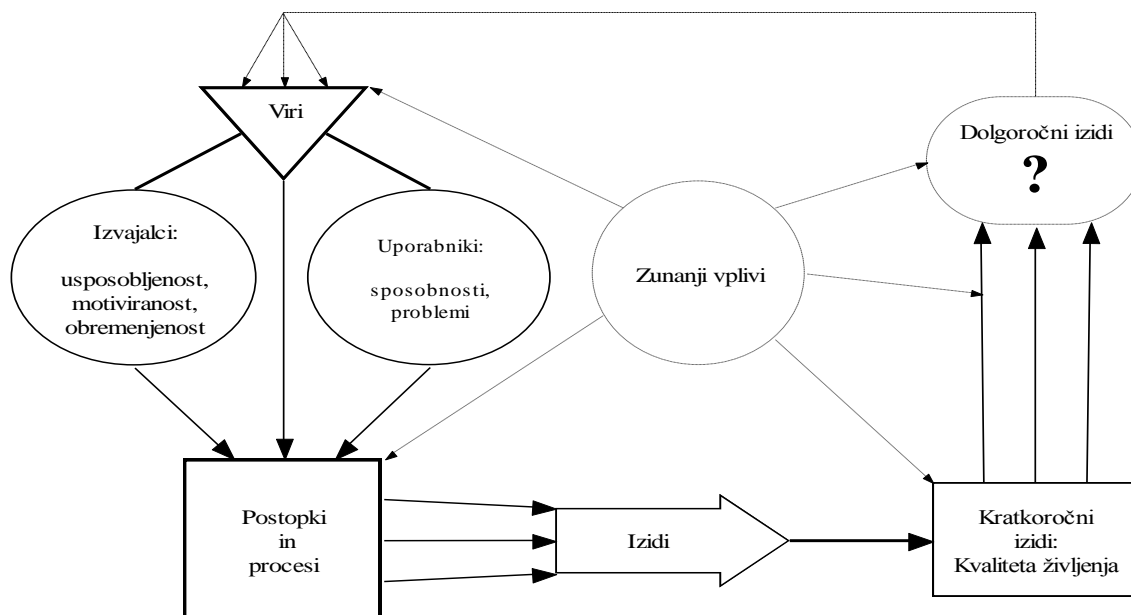 Viri
Dolgoročni izidi
?
Izvajalci:
usposobljenost,
motiviranost,
obremenjenost
Uporabniki:
sposobnosti,
problemi
Zunanji vplivi
Postopki
in
procesi
Izidi
Kratkoročni
izidi:
Kvaliteta življenja